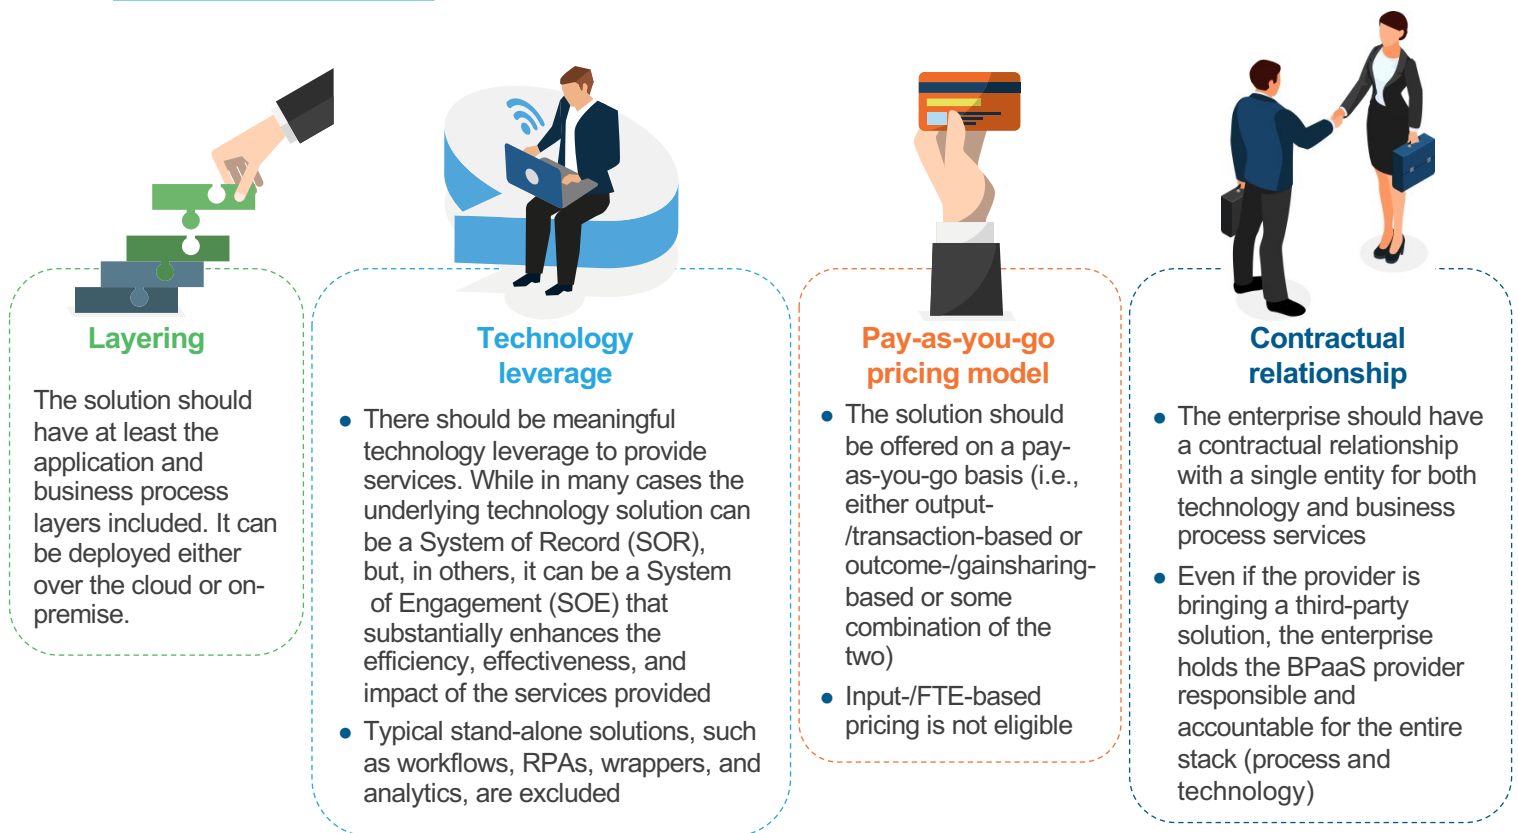 Layering
The solution should
have at least the
application and
business process
layers included. It can
be deployed either
over the cloud or on-
premise.
Technology
leverage
● There should be meaningful
technology leverage to provide
services. While in many cases the
underlying technology solution can
be a System of Record (SOR),
but, in others, it can be a System
of Engagement (SOE) that
substantially enhances the
efficiency, effectiveness, and
impact of the services provided
● Typical stand-alone solutions, such
as workflows, RPAs, wrappers, and
analytics, are excluded
Pay-as-you-go
pricing model
● The solution should
be offered on a pay-
as-you-go basis (i.e.,
either output-
/transaction-based or
outcome-/gainsharing-
based or some
combination of the
two)
● Input-/FTE-based
pricing is not eligible
Contractual
relationship
● The enterprise should have
a contractual relationship
with a single entity for both
technology and business
process services
● Even if the provider is
bringing a third-party
solution, the enterprise
holds the BPaaS provider
responsible and
accountable for the entire
stack (process and
technology)